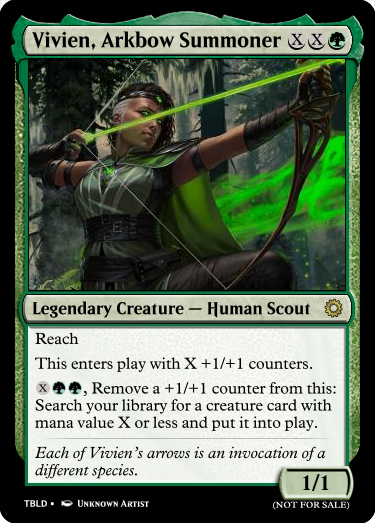 Vivien, Arkbow Summoner XXG
Legendary Creature — Human Scout
Reach
This enters play with X +1/+1 counters.
X, Remove a +1/+1 counter from this:
Search your library for a creature card with
mana value X or less and put it into play.
Each of Vivien's arrows is an invocation of a
different species.
1/1
TBLD • Unknown Artist
(NOT FOR SALE)